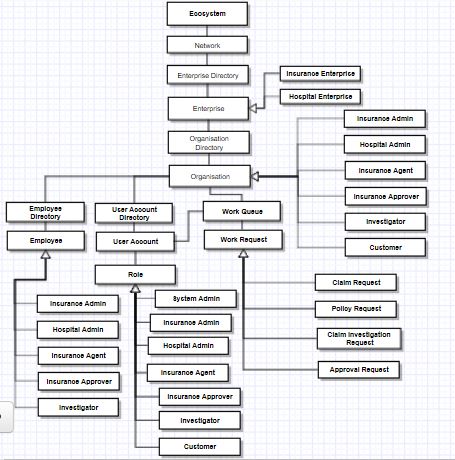 Ecosystem
Network
Enterprise Directory
Insurance Enterprise
Hospital Enterprise
Enterprise
Organisation
Directory
Organisation
Insurance Admin
Hospital Admin
Insurance Agent
Insurance Approver
Investigator
Customer
Employee
Directory
User Account
Directory
Work Queue
Employee
User Account
Work Request
Role
Insurance Admin
Hospital Admin
Insurance Agent
Insurance Approver
Investigator
System Admin
Insurance Admin
Hospital Admin
Insurance Agent
Insurance Approver
Investigator
Customer
Claim Request
Policy Request
Claim Investigation
Request
Approval Request